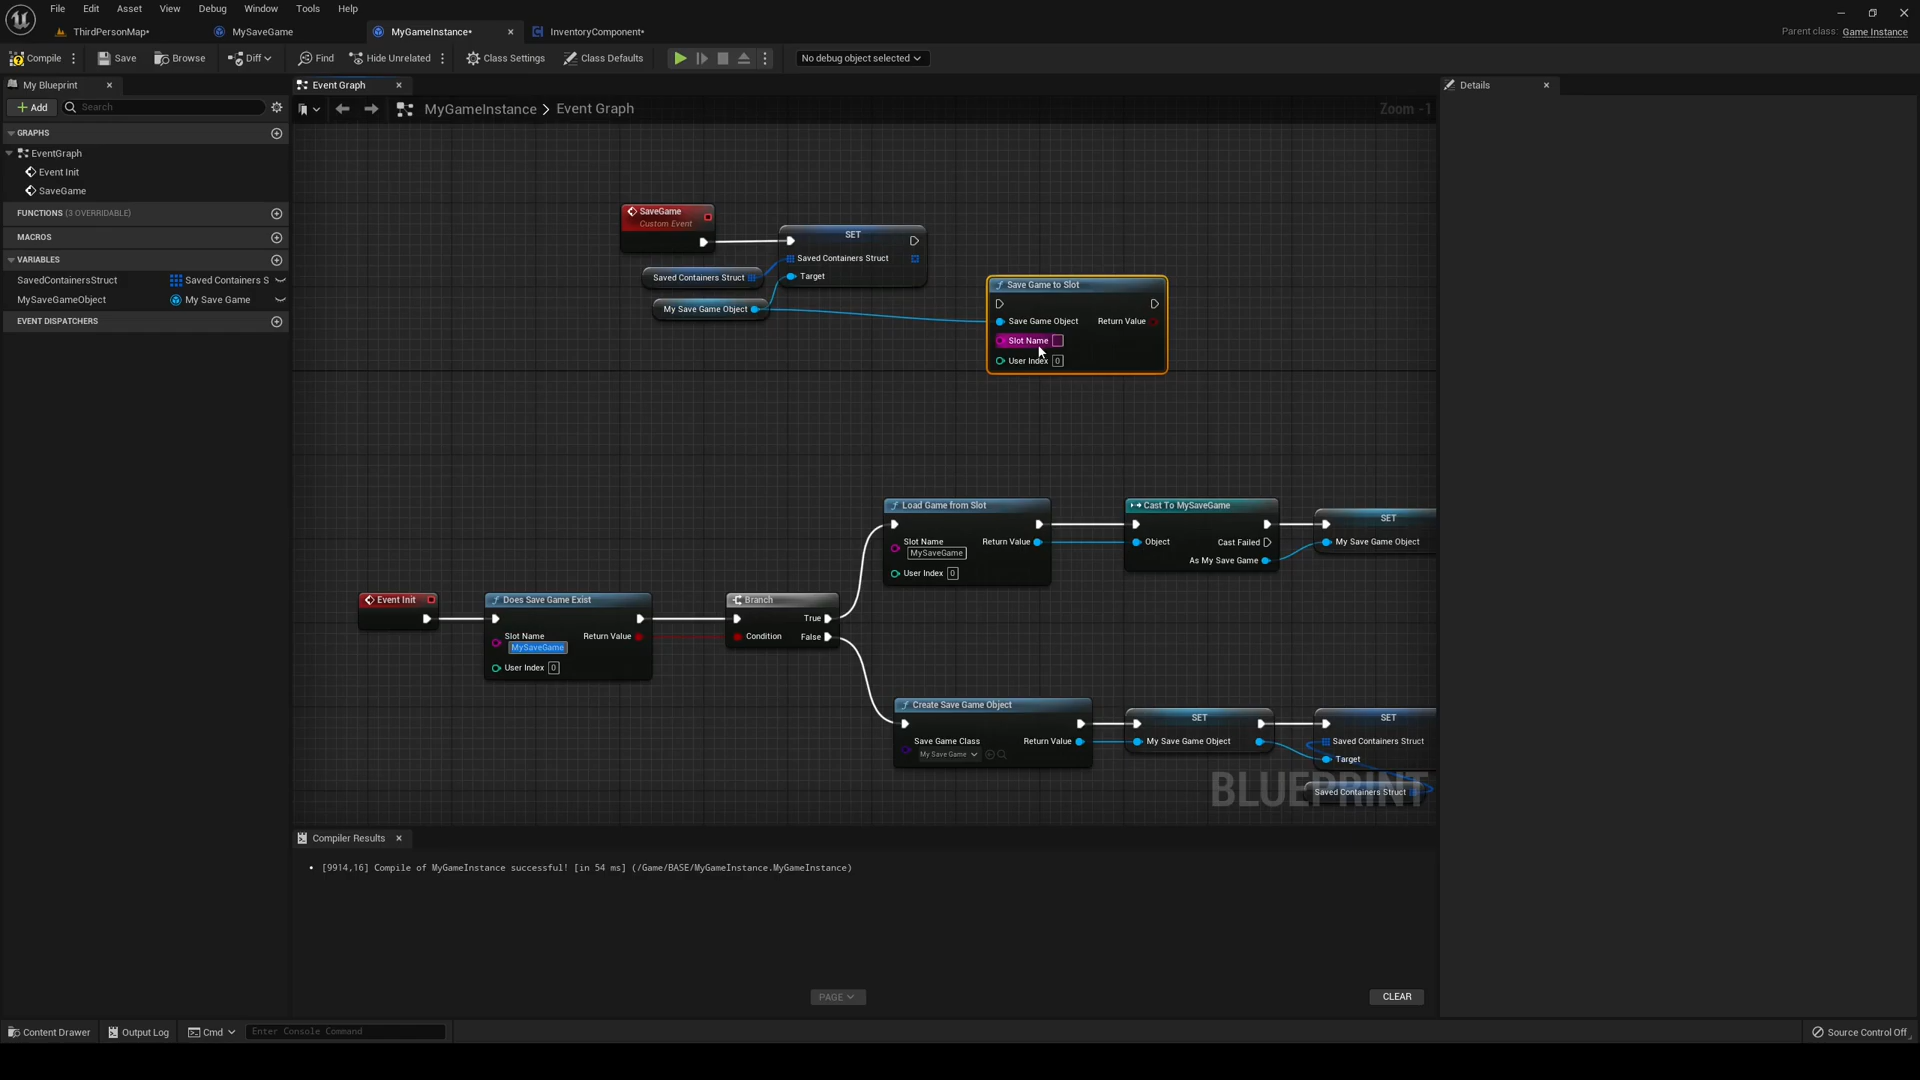 File Edit Asset View Debug Window Tools Help
ThirdPersonMap* MySaveGame MyGameInstance* InventoryComponent* Parent class: Game Instance
Compile Save Browse Diff Find Hide Unrelated Class Settings Class Defaults No debug object selected
My Blueprint Event Graph Details
Add Search MyGameInstance > Event Graph Zoom -1
GRAPHS
EventGraph
Event Init
SaveGame
FUNCTIONS (3 OVERRIDABLE)
MACROS
VARIABLES
SavedContainersStruct Saved Containers S
MySaveGameObject My Save Game
EVENT DISPATCHERS
SaveGame
Custom Event
SET
Saved Containers Struct
Target
Saved Containers Struct
My Save Game Object
Save Game to Slot
Save Game Object Return Value
Slot Name
User Index 0
Load Game from Slot
Slot Name Return Value
MySaveGame
User Index 0
Cast To MySaveGame
Object Cast Failed
As My Save Game
SET
My Save Game Object
Event Init
Does Save Game Exist
Slot Name Return Value
MySaveGame
User Index 0
Branch
True
Condition False
Create Save Game Object
Save Game Class Return Value
My Save Game
SET
My Save Game Object
SET
Saved Containers Struct
Target
Saved Containers Struct
BLUEPRINT
Compiler Results
• [9914,16] Compile of MyGameInstance successful! [in 54 ms] (/Game/BASE/MyGameInstance.MyGameInstance)
PAGE CLEAR
Content Drawer Output Log Cmd Enter Console Command Source Control Off